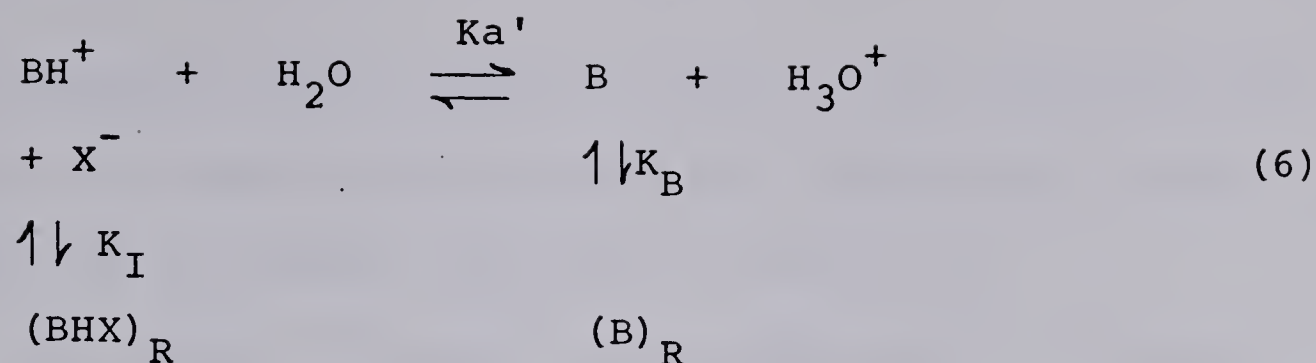 Ka'
BH⁺ + H₂O ⇌ B + H₃O⁺
+ X⁻ ↿⇂K_B (6)
↿⇂ K_I
(BHX)_R (B)_R